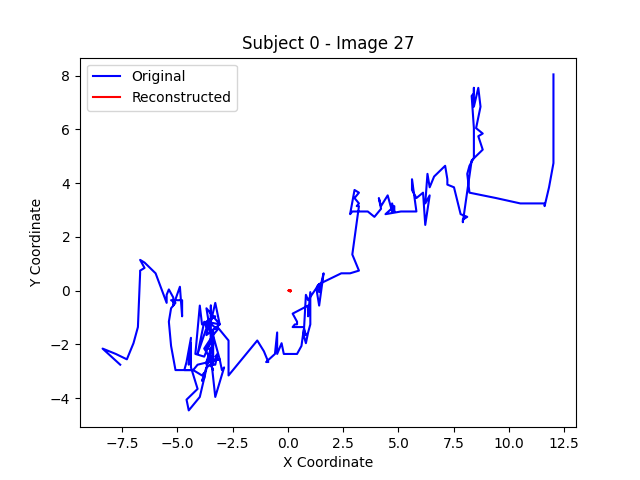 Subject 0 - Image 27
Original
Reconstructed
8
6
4
2
0
−2
−4
Y Coordinate
−7.5 −5.0 −2.5 0.0 2.5 5.0 7.5 10.0 12.5
X Coordinate